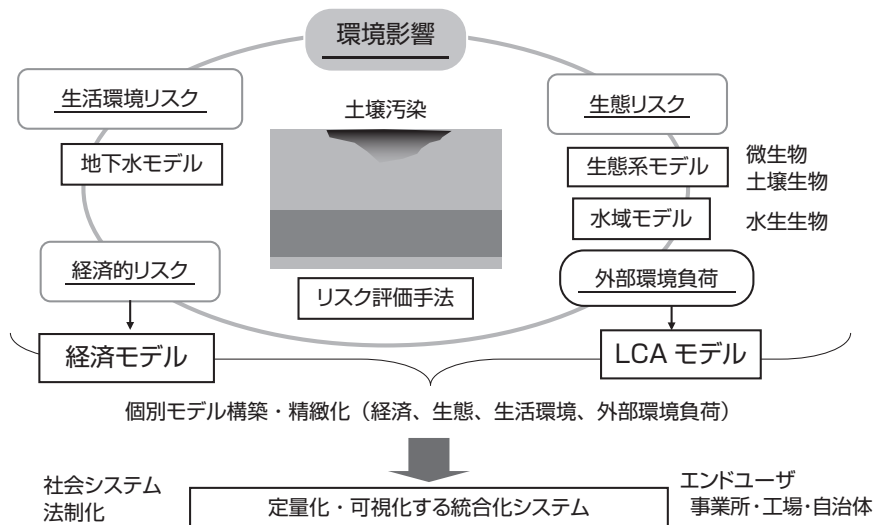 環境影響
生活環境リスク
土壌汚染
生態リスク
地下水モデル
生態系モデル
微生物
土壌生物
水域モデル
水生生物
経済的リスク
リスク評価手法
外部環境負荷
経済モデル
LCA モデル
個別モデル構築・精緻化（経済、生態、生活環境、外部環境負荷）
社会システム
法制化
定量化・可視化する統合化システム
エンドユーザ
事業所・工場・自治体